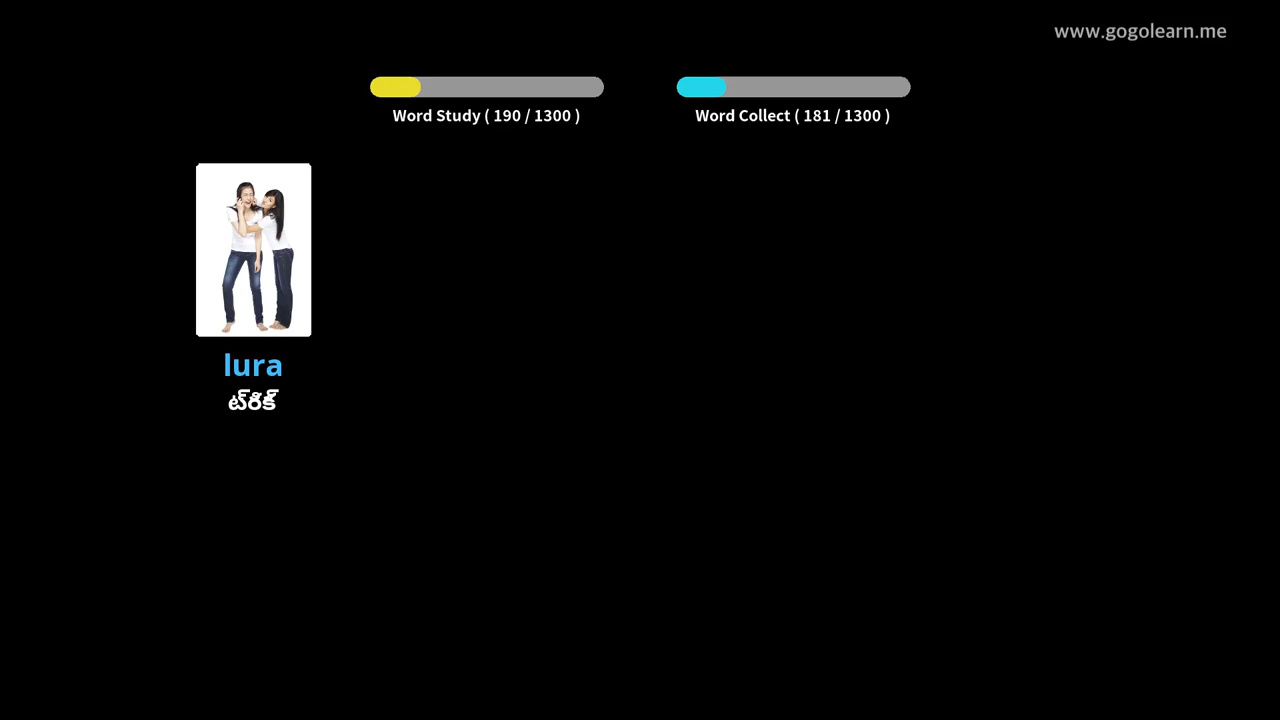 www.gogolearn.me
Word Study ( 190 / 1300 )
Word Collect ( 181 / 1300 )
lura
ట్‌రిక్